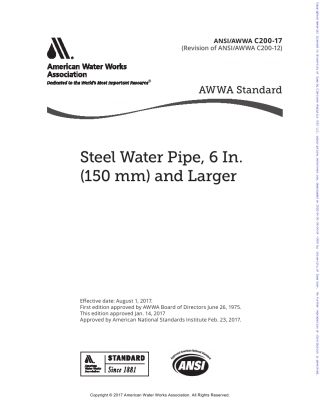 ANSI/AWWA C200-17
(Revision of ANSI/AWWA C200-12)
American Water Works
Association
Dedicated to the World's Most Important Resource®
AWWA Standard
Steel Water Pipe, 6 In.
(150 mm) and Larger
Effective date: August 1, 2017.
First edition approved by AWWA Board of Directors June 26, 1975.
This edition approved Jan. 14, 2017
Approved by American National Standards Institute Feb. 23, 2017.
American Water Works
Association
STANDARD
Since 1881
ANSI
Copyright © 2017 American Water Works Association. All Rights Reserved.